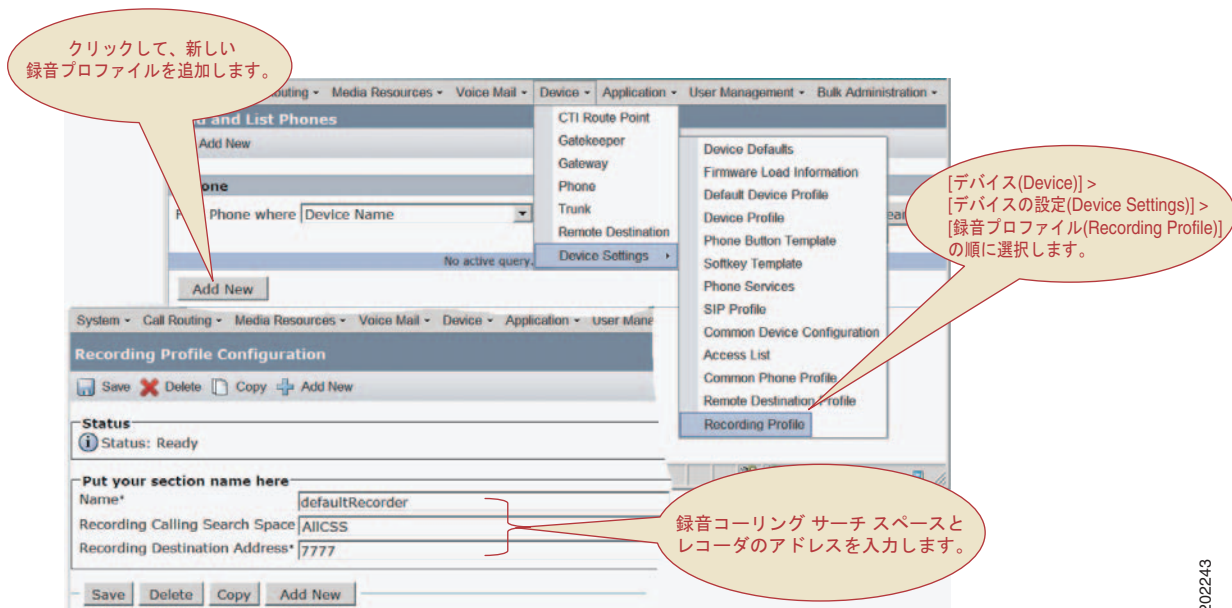 クリックして、新しい
録音プロファイルを追加します。
Media Resources Voice Mail Device Application User Management Bulk Administration
and List Phones
Add New
Phone where Device Name
No active query.
Add New
CTI Route Point
Gatekeeper
Gateway
Phone
Trunk
Remote Destination
Device Settings
Device Defaults
Firmware Load Information
Default Device Profile
Device Profile
Phone Button Template
Softkey Template
Phone Services
SIP Profile
Common Device Configuration
Access List
Common Phone Profile
Remote Destination Profile
Recording Profile
[デバイス(Device)] >
[デバイスの設定(Device Settings)] >
[録音プロファイル(Recording Profile)]
の順に選択します。
System Call Routing Media Resources Voice Mail Device Application User Mane
Recording Profile Configuration
Save Delete Copy Add New
Status
Status: Ready
Put your section name here
Name* defaultRecorder
Recording Calling Search Space AllCSS
Recording Destination Address* 7777
Save Delete Copy Add New
録音コーリング サーチ スペースと
レコーダのアドレスを入力します。
202243